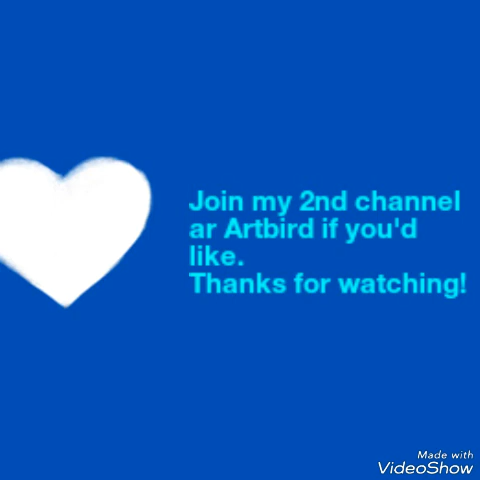 Join my 2nd channel
ar Artbird if you'd
like.
Thanks for watching!
Made with
VideoShow